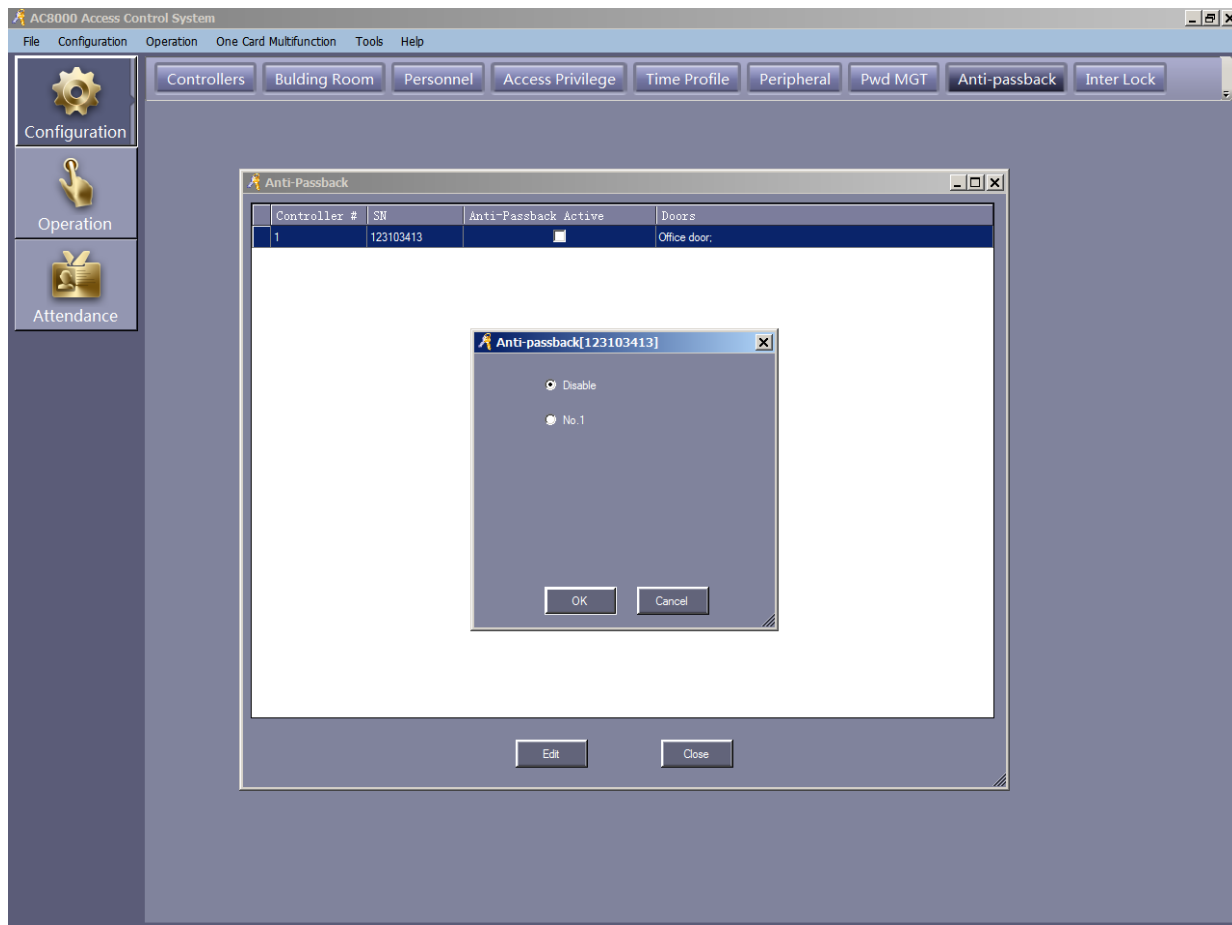 AC8000 Access Control System
File Configuration Operation One Card Multifunction Tools Help
Controllers Bulding Room Personnel Access Privilege Time Profile Peripheral Pwd MGT Anti-passback Inter Lock
Configuration
Operation
Attendance
Anti-Passback
Controller # SN Anti-Passback Active Doors
1 123103413 Office door;
Anti-passback[123103413]
Disable
No.1
OK Cancel
Edit Close